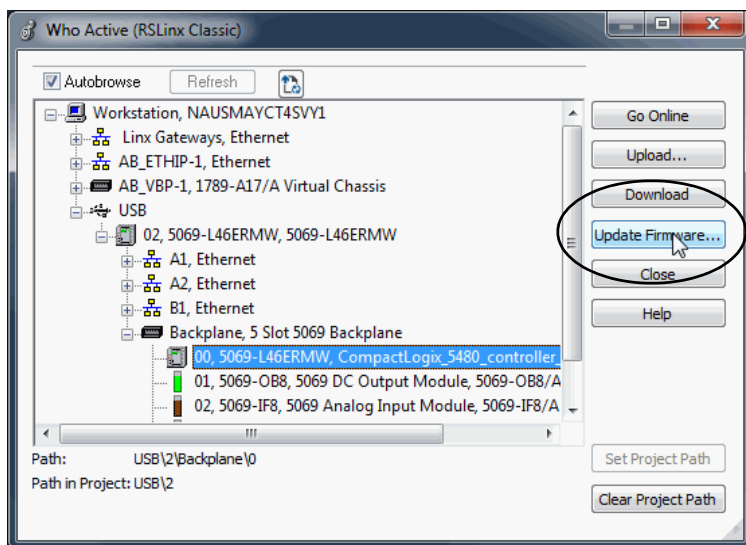 Who Active (RSLinx Classic)
Autobrowse
Refresh
Workstation, NAUSMAYCT4SVY1
Linx Gateways, Ethernet
AB_ETHIP-1, Ethernet
AB_VBP-1, 1789-A17/A Virtual Chassis
USB
02, 5069-L46ERMW, 5069-L46ERMW
A1, Ethernet
A2, Ethernet
B1, Ethernet
Backplane, 5 Slot 5069 Backplane
00, 5069-L46ERMW, CompactLogix_5480_controller_
01, 5069-OB8, 5069 DC Output Module, 5069-OB8/A
02, 5069-IF8, 5069 Analog Input Module, 5069-IF8/A
Go Online
Upload...
Download
Update Firmware...
Close
Help
Path: USB\2\Backplane\0
Path in Project: USB\2
Set Project Path
Clear Project Path